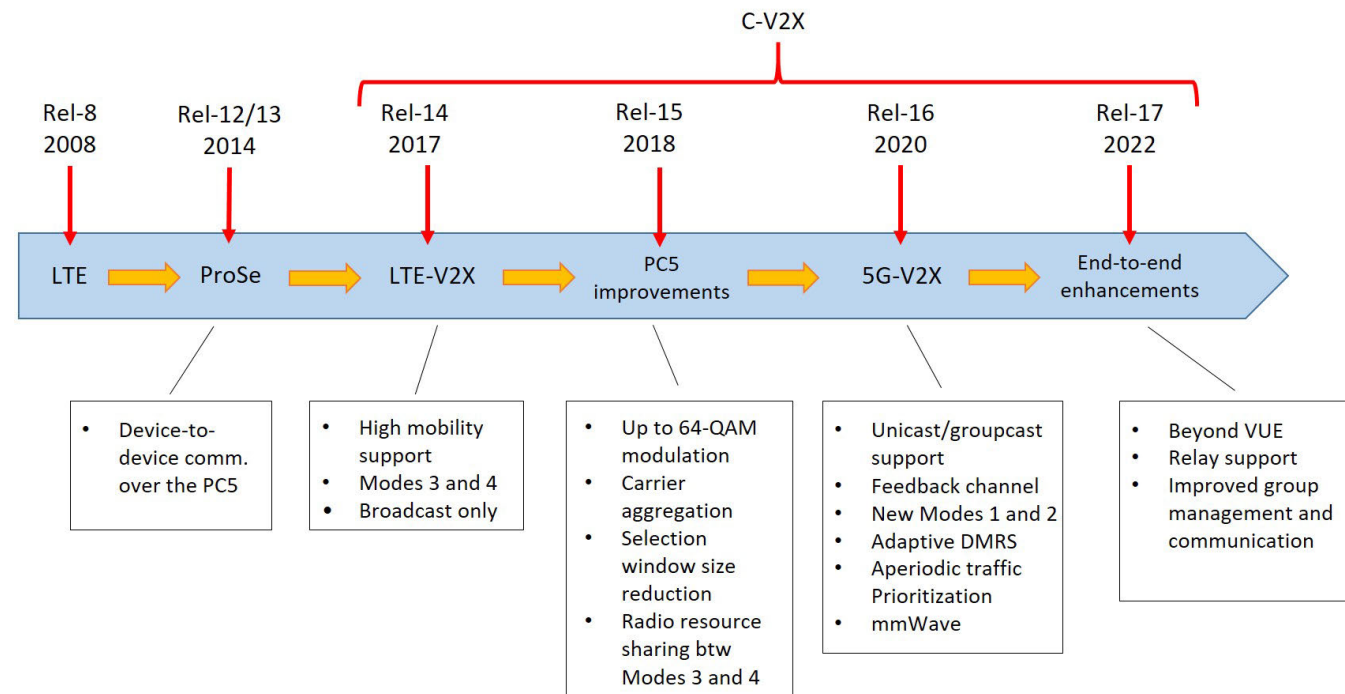 C-V2X
Rel-8
2008
Rel-12/13
2014
Rel-14
2017
Rel-15
2018
Rel-16
2020
Rel-17
2022
LTE
ProSe
LTE-V2X
PC5
improvements
5G-V2X
End-to-end
enhancements
• Device-to-
device comm.
over the PC5
• High mobility
support
• Modes 3 and 4
• Broadcast only
• Up to 64-QAM
modulation
• Carrier
aggregation
• Selection
window size
reduction
• Radio resource
sharing btw
Modes 3 and 4
• Unicast/groupcast
support
• Feedback channel
• New Modes 1 and 2
• Adaptive DMRS
• Aperiodic traffic
Prioritization
• mmWave
• Beyond VUE
• Relay support
• Improved group
management and
communication